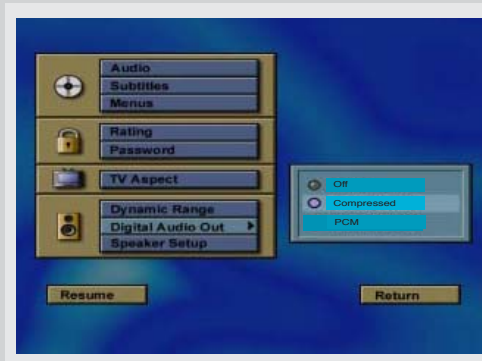 Audio
Subtitles
Menus
Rating
Password
TV Aspect
Dynamic Range
Digital Audio Out
Speaker Setup
Off
Compressed
PCM
Resume
Return